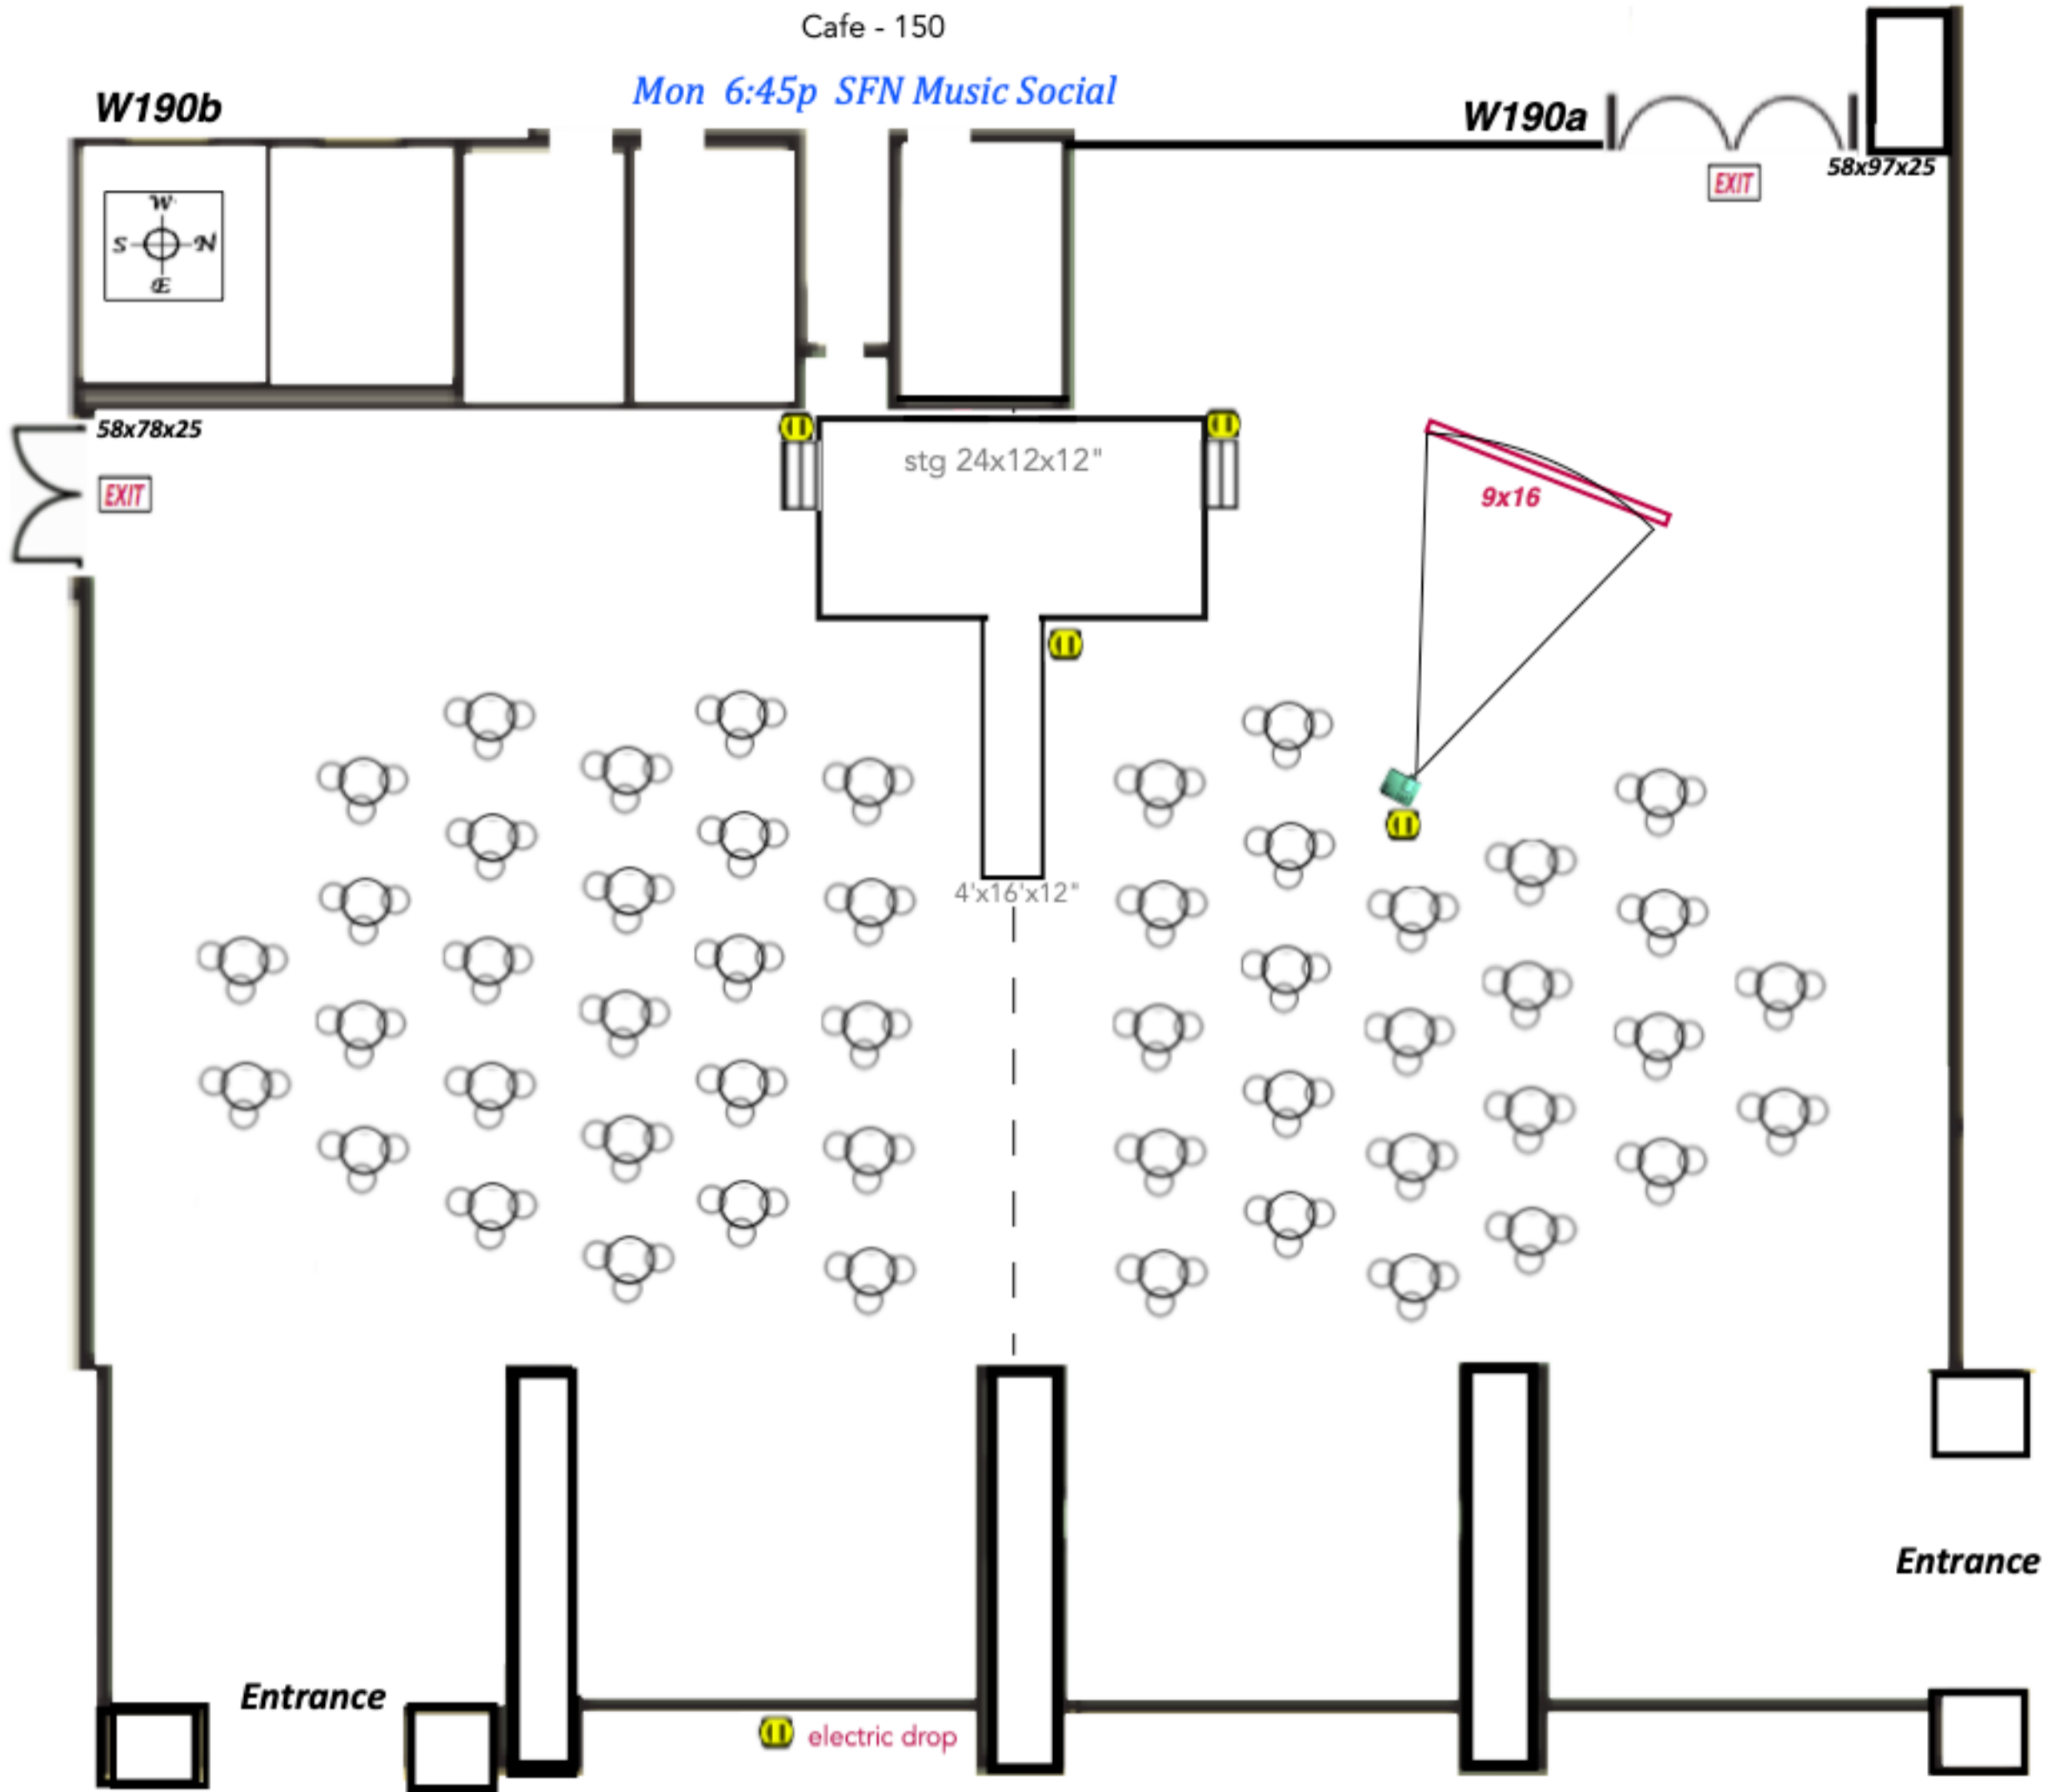 Cafe - 150
Mon 6:45p SFN Music Social
W190b
W190a
EXIT
58x97x25
W
S N
E
58x78x25
EXIT
stg 24x12x12"
9x16
4'x16'x12"
Entrance
Entrance
electric drop